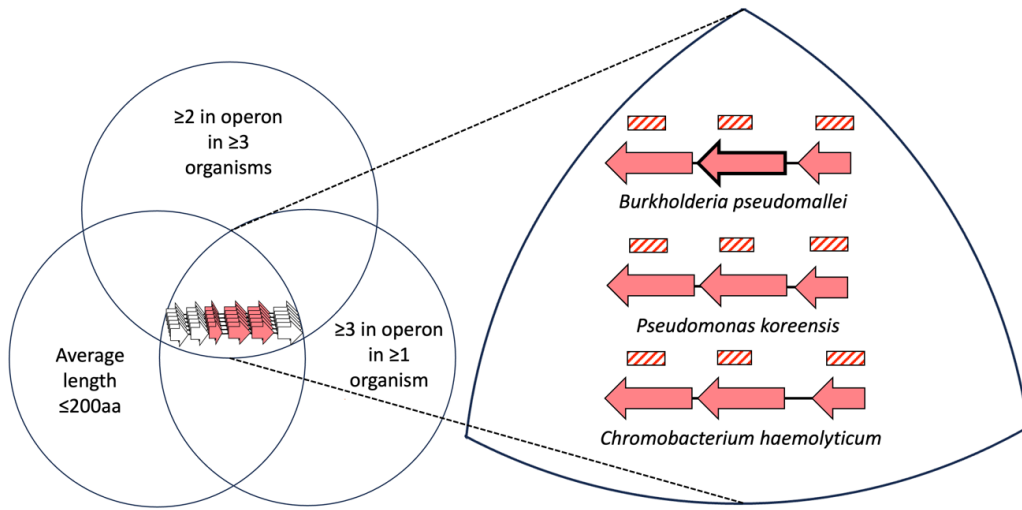 ≥2 in operon
in ≥3
organisms
Average
length
≤200aa
≥3 in operon
in ≥1
organism
Burkholderia pseudomallei
Pseudomonas koreensis
Chromobacterium haemolyticum